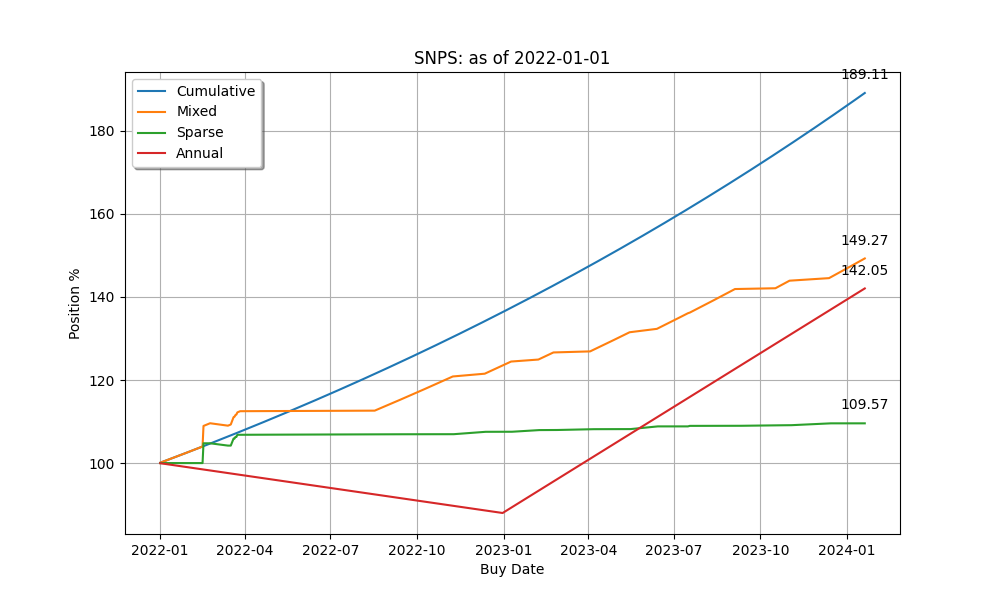 SNPS: as of 2022-01-01
Cumulative
Mixed
Sparse
Annual
189.11
149.27
142.05
109.57
180
160
140
120
100
Position %
2022-01 2022-04 2022-07 2022-10 2023-01 2023-04 2023-07 2023-10 2024-01
Buy Date